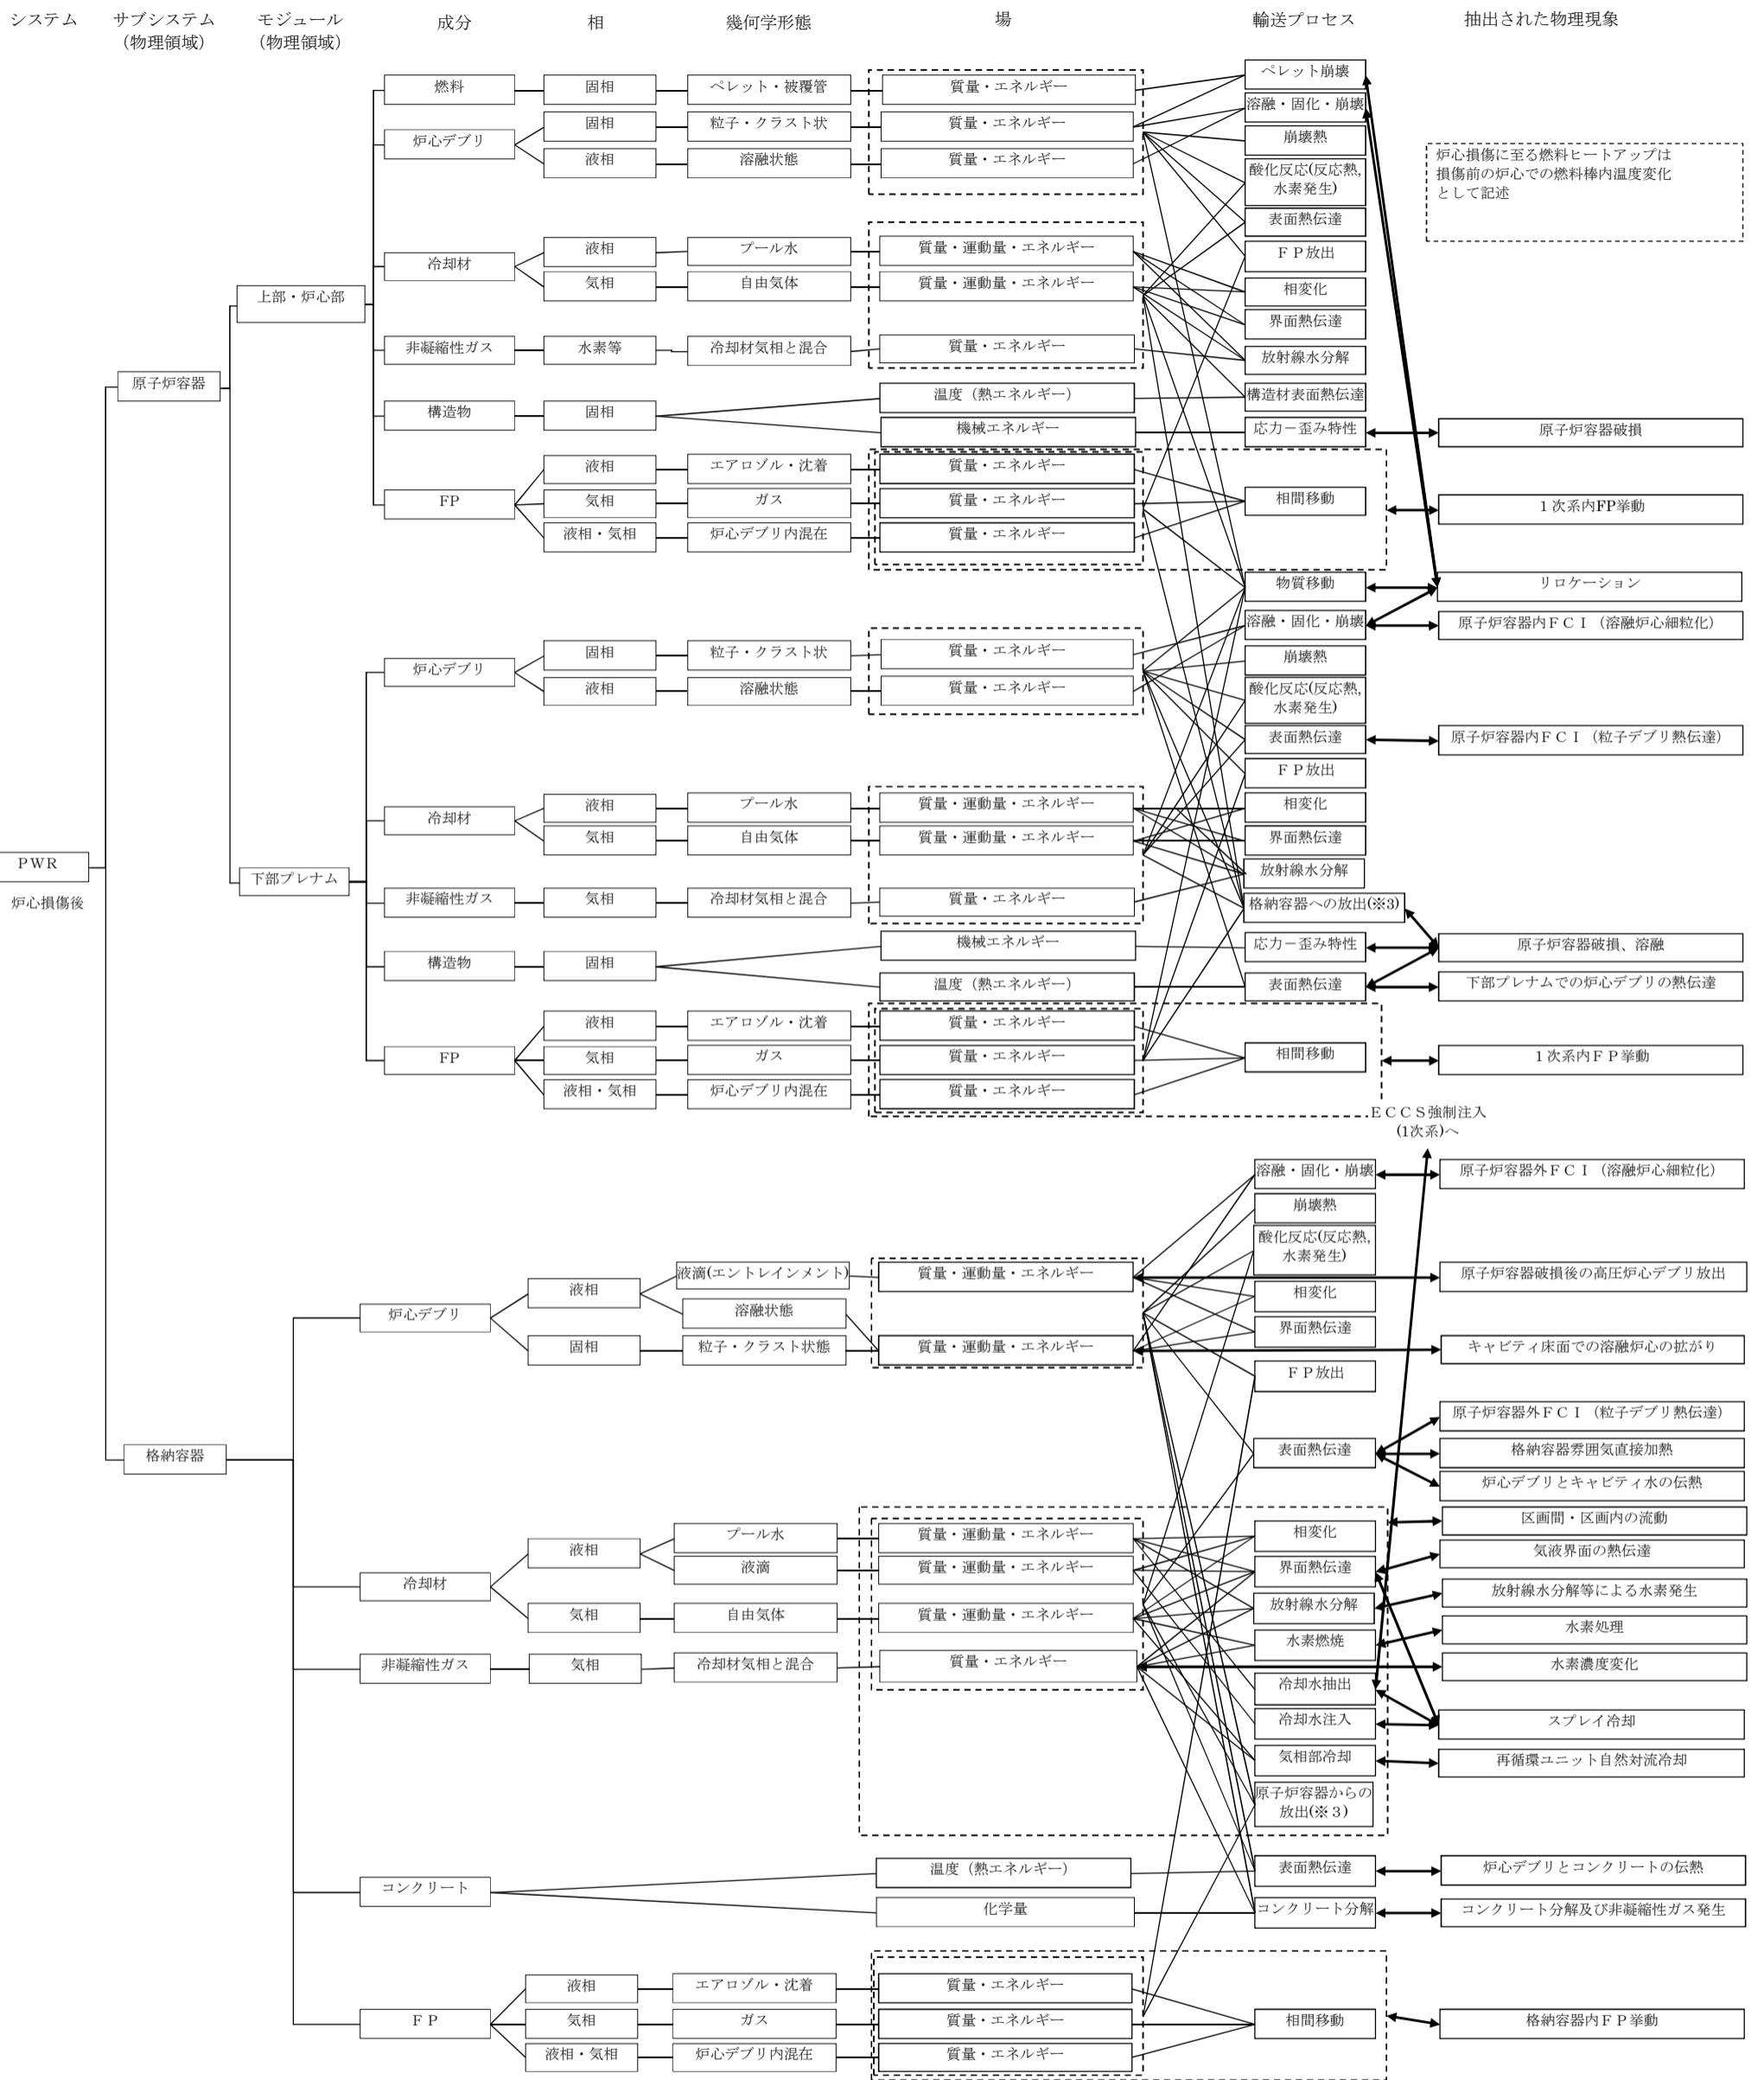 システム
サブシステム
（物理領域）
モジュール
（物理領域）
成分
相
幾何学形態
場
輸送プロセス
抽出された物理現象
ＰＷＲ
炉心損傷後
原子炉容器
上部・炉心部
燃料
固相
ペレット・被覆管
質量・エネルギー
炉心デブリ
固相
粒子・クラスト状
質量・エネルギー
液相
溶融状態
質量・エネルギー
冷却材
液相
プール水
質量・運動量・エネルギー
気相
自由気体
質量・運動量・エネルギー
非凝縮性ガス
水素等
冷却材気相と混合
質量・エネルギー
構造物
固相
温度（熱エネルギー）
機械エネルギー
FP
液相
エアロゾル・沈着
質量・エネルギー
気相
ガス
質量・エネルギー
液相・気相
炉心デブリ内混在
質量・エネルギー
ペレット崩壊
溶融・固化・崩壊
崩壊熱
酸化反応(反応熱,
水素発生)
表面熱伝達
ＦＰ放出
相変化
界面熱伝達
放射線水分解
構造材表面熱伝達
応力－歪み特性
相間移動
物質移動
炉心損傷に至る燃料ヒートアップは
損傷前の炉心での燃料棒内温度変化
として記述
原子炉容器破損
１次系内FP挙動
リロケーション
下部プレナム
炉心デブリ
固相
粒子・クラスト状
質量・エネルギー
液相
溶融状態
質量・エネルギー
冷却材
液相
プール水
質量・運動量・エネルギー
気相
自由気体
質量・運動量・エネルギー
非凝縮性ガス
気相
冷却材気相と混合
質量・エネルギー
構造物
固相
機械エネルギー
温度（熱エネルギー）
FP
液相
エアロゾル・沈着
質量・エネルギー
気相
ガス
質量・エネルギー
液相・気相
炉心デブリ内混在
質量・エネルギー
溶融・固化・崩壊
崩壊熱
酸化反応(反応熱,
水素発生)
表面熱伝達
ＦＰ放出
相変化
界面熱伝達
放射線水分解
格納容器への放出(※3)
応力－歪み特性
表面熱伝達
相間移動
原子炉容器内ＦＣＩ（溶融炉心細粒化）
原子炉容器内ＦＣＩ（粒子デブリ熱伝達）
原子炉容器破損、溶融
下部プレナムでの炉心デブリの熱伝達
１次系内ＦＰ挙動
ＥＣＣＳ強制注入
(1次系)へ
格納容器
炉心デブリ
液相
液滴(エントレインメント)
質量・運動量・エネルギー
溶融状態
固相
粒子・クラスト状態
質量・運動量・エネルギー
冷却材
液相
プール水
質量・運動量・エネルギー
液滴
質量・運動量・エネルギー
気相
自由気体
質量・運動量・エネルギー
非凝縮性ガス
気相
冷却材気相と混合
質量・エネルギー
コンクリート
温度（熱エネルギー）
化学量
ＦＰ
液相
エアロゾル・沈着
質量・エネルギー
気相
ガス
質量・エネルギー
液相・気相
炉心デブリ内混在
質量・エネルギー
溶融・固化・崩壊
崩壊熱
酸化反応(反応熱,
水素発生)
相変化
界面熱伝達
ＦＰ放出
表面熱伝達
相変化
界面熱伝達
放射線水分解
水素燃焼
冷却水抽出
冷却水注入
気相部冷却
原子炉容器からの
放出(※３)
表面熱伝達
コンクリート分解
相間移動
原子炉容器外ＦＣＩ（溶融炉心細粒化）
原子炉容器破損後の高圧炉心デブリ放出
キャビティ床面での溶融炉心の拡がり
原子炉容器外ＦＣＩ（粒子デブリ熱伝達）
格納容器雰囲気直接加熱
炉心デブリとキャビティ水の伝熱
区画間・区画内の流動
気液界面の熱伝達
放射線水分解等による水素発生
水素処理
水素濃度変化
スプレイ冷却
再循環ユニット自然対流冷却
炉心デブリとコンクリートの伝熱
コンクリート分解及び非凝縮性ガス発生
格納容器内ＦＰ挙動